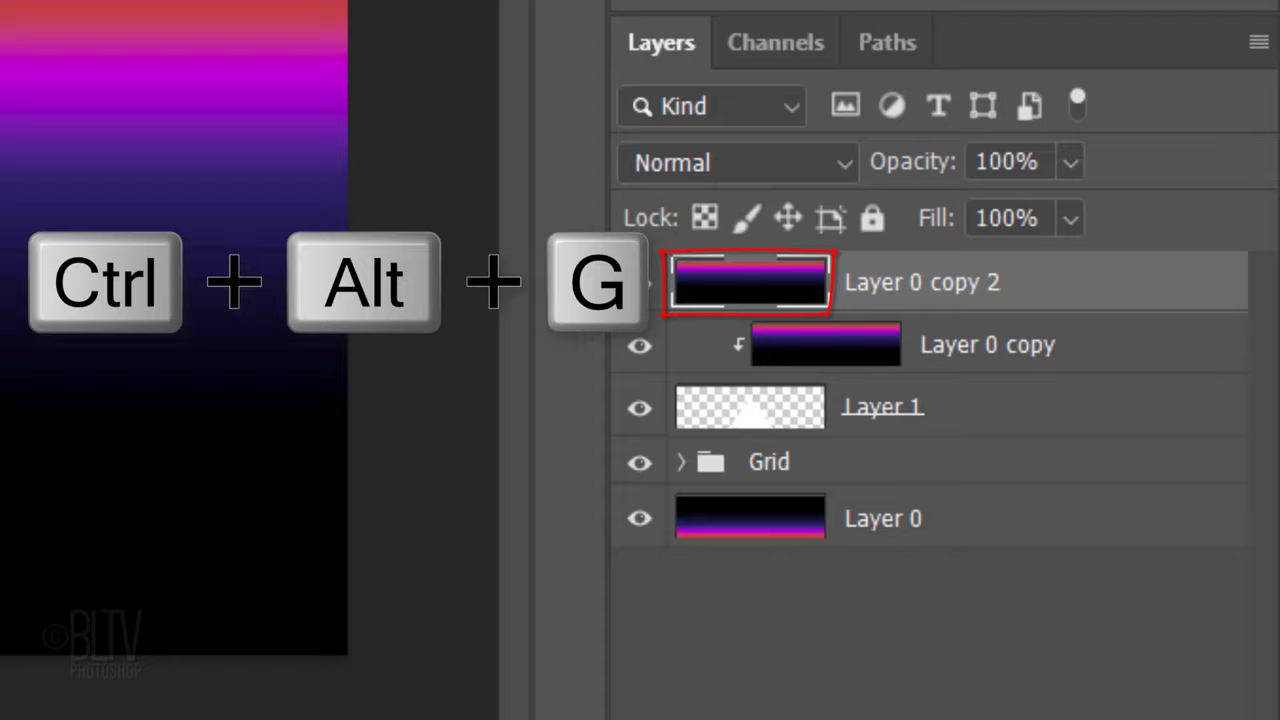 Layers Channels Paths
Kind T
Normal Opacity: 100%
Lock: Fill: 100%
Ctrl + Alt + G
Layer 0 copy 2
Layer 0 copy
Layer 1
Grid
Layer 0
© BLTV
PHOTOSHOP